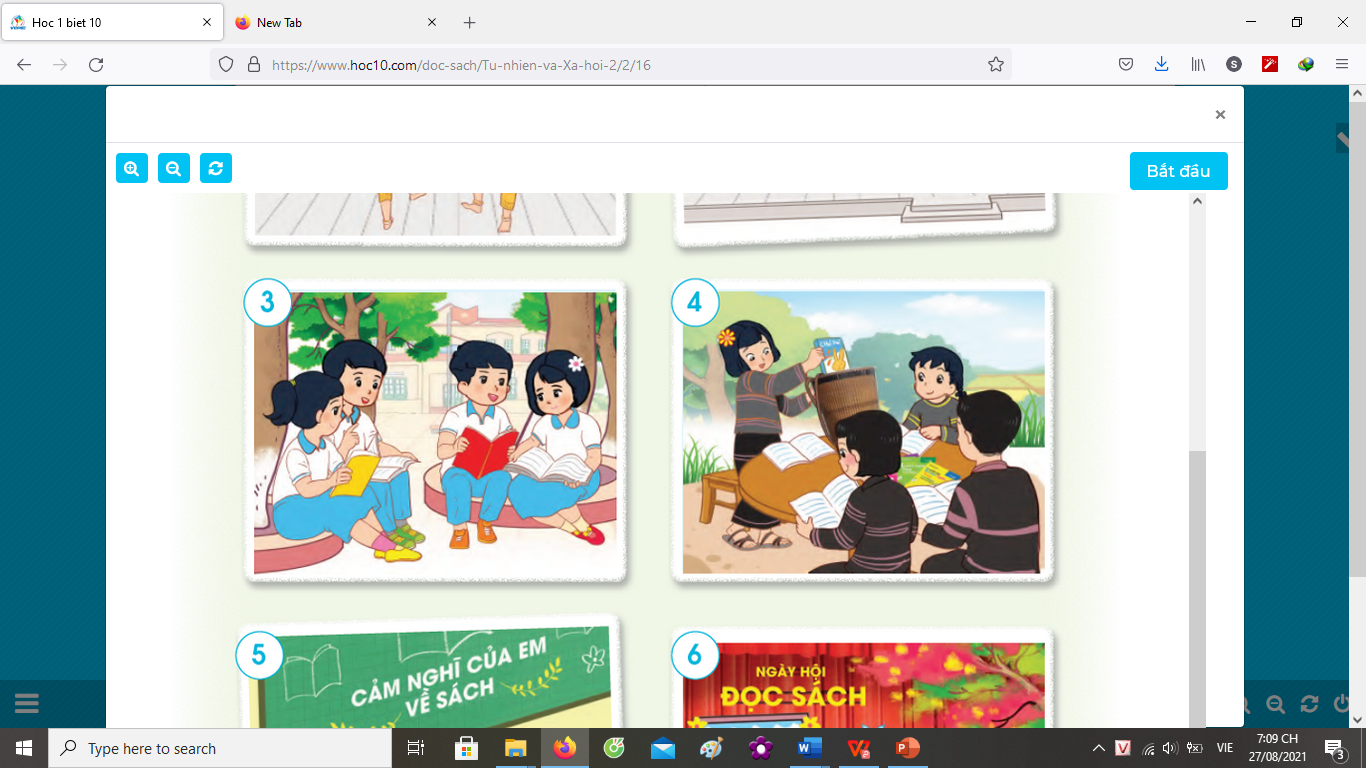 Hoc 1 biet 10
New Tab
https://www.hoc10.com/doc-sach/Tu-nhien-va-Xa-hoi-2/2/16
S
Bắt đầu
3
4
5
CẢM NGHĨ CỦA EM
VỀ SÁCH
6
NGÀY HỘI
ĐỌC SÁCH
Type here to search
V
VIE
7:09 CH
27/08/2021
3